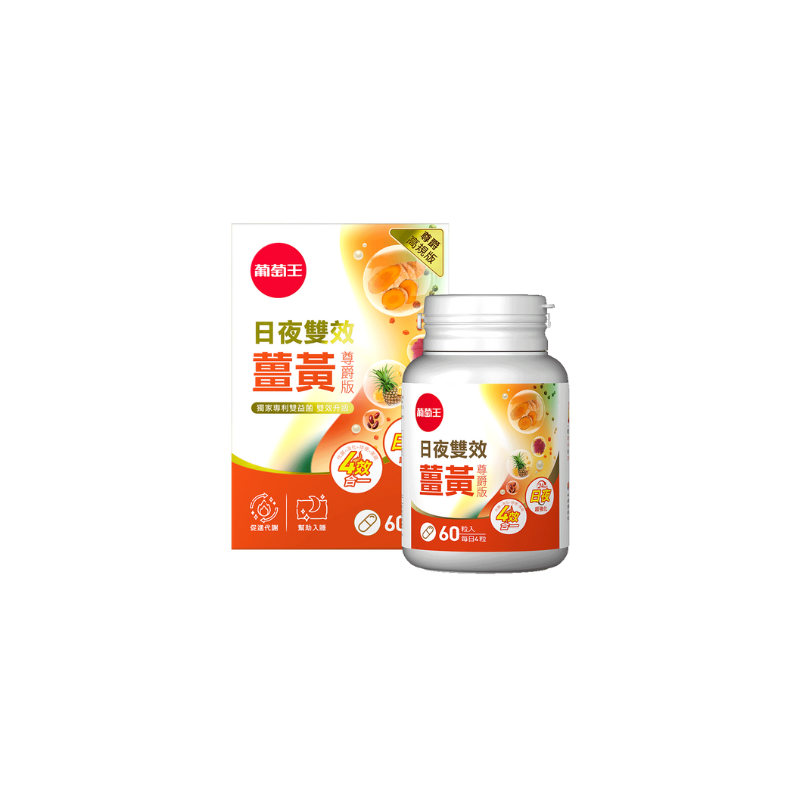 葡萄王
尊爵
高規版
日夜雙效
薑黃
尊爵版
獨家專利雙益菌 雙效升級
4效
合一
日
促進代謝
幫助入睡
60
葡萄王
日夜雙效
薑黃
尊爵版
4效
合一
日夜
60粒入
每日4粒